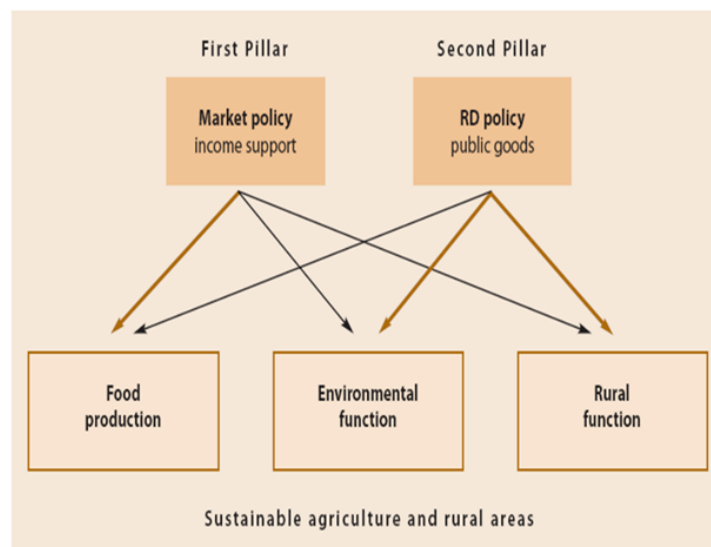 First Pillar
Second Pillar
Market policy
income support
RD policy
public goods
Food
production
Environmental
function
Rural
function
Sustainable agriculture and rural areas